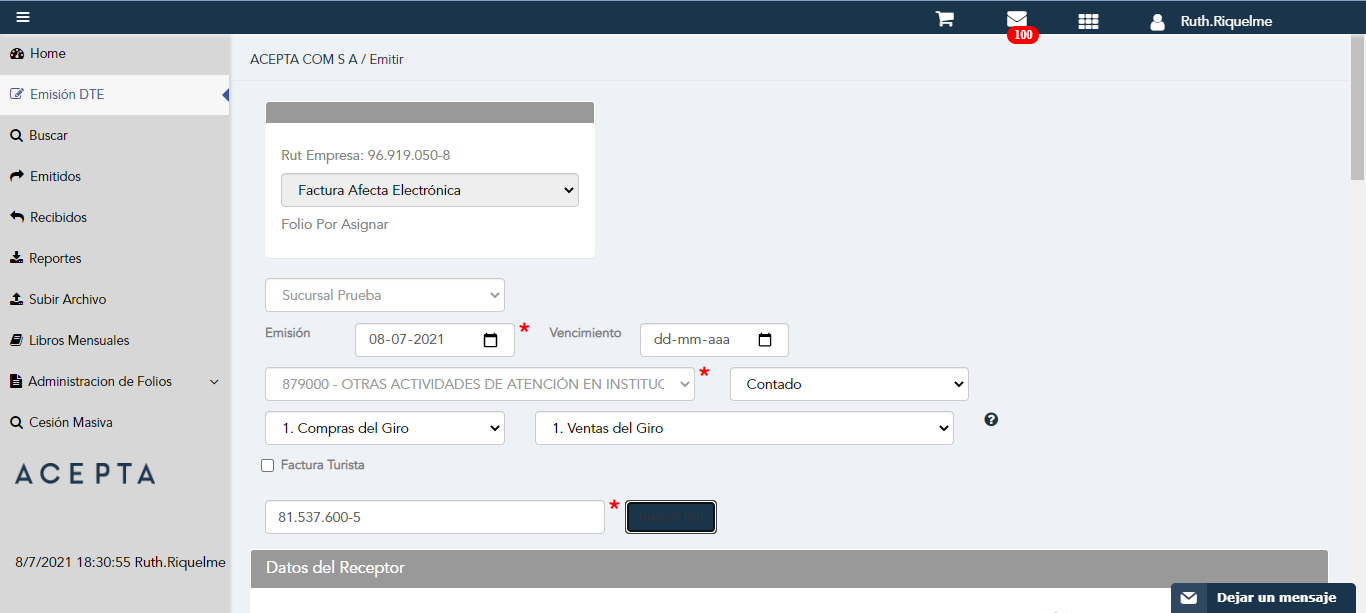 100
Ruth.Riquelme
Home
Emisión DTE
Buscar
Emitidos
Recibidos
Reportes
Subir Archivo
Libros Mensuales
Administracion de Folios
Cesión Masiva
ACEPTA
8/7/2021 18:30:55 Ruth.Riquelme
ACEPTA COM S A / Emitir
Rut Empresa: 96.919.050-8
Factura Afecta Electrónica
Folio Por Asignar
Sucursal Prueba
Emisión 08-07-2021 * Vencimiento dd-mm-aaa
879000 - OTRAS ACTIVIDADES DE ATENCIÓN EN INSTITUC * Contado
1. Compras del Giro 1. Ventas del Giro ?
Factura Turista
81.537.600-5 *
Datos del Receptor
Dejar un mensaje